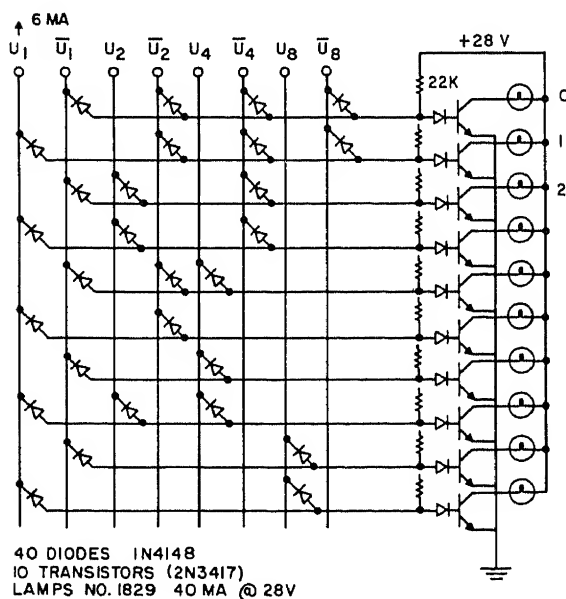 6 MA
U1 U̅1 U2 U̅2 U4 U̅4 U8 U̅8
+28 V
22K
0
1
2
40 DIODES 1N4148
10 TRANSISTORS (2N3417)
LAMPS NO. 1829 40 MA @ 28V